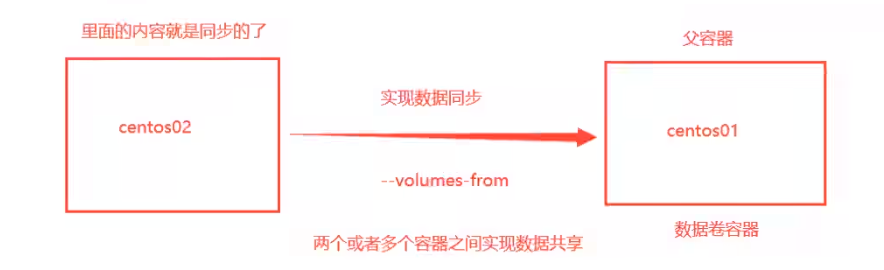 里面的内容就是同步的了
父容器
实现数据同步
centos02
centos01
--volumes-from
数据卷容器
两个或者多个容器之间实现数据共享